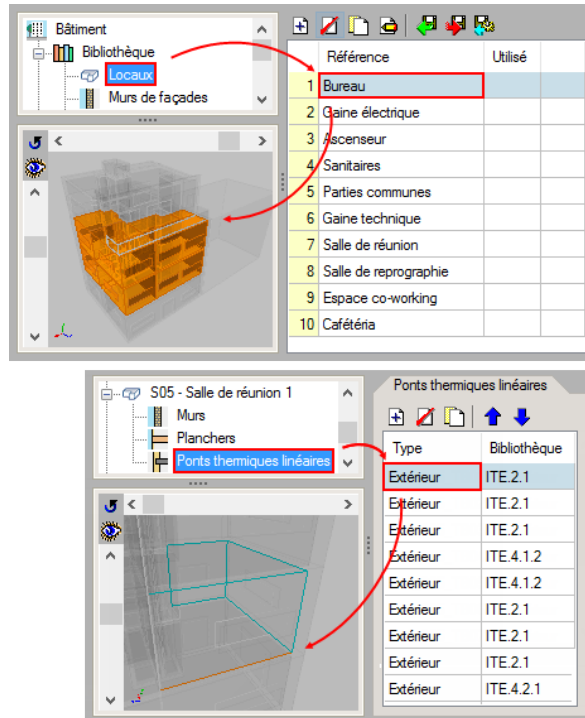 Bâtiment
Bibliothèque
Locaux
Murs de façades
Référence Utilisé
1 Bureau
2 Gaine électrique
3 Ascenseur
4 Sanitaires
5 Parties communes
6 Gaine technique
7 Salle de réunion
8 Salle de reprographie
9 Espace co-working
10 Cafétéria
S05 - Salle de réunion 1
Murs
Planchers
Ponts thermiques linéaires
Ponts thermiques linéaires
Type Bibliothèque
Extérieur ITE.2.1
Extérieur ITE.2.1
Extérieur ITE.2.1
Extérieur ITE.4.1.2
Extérieur ITE.4.1.2
Extérieur ITE.2.1
Extérieur ITE.2.1
Extérieur ITE.2.1
Extérieur ITE.4.2.1